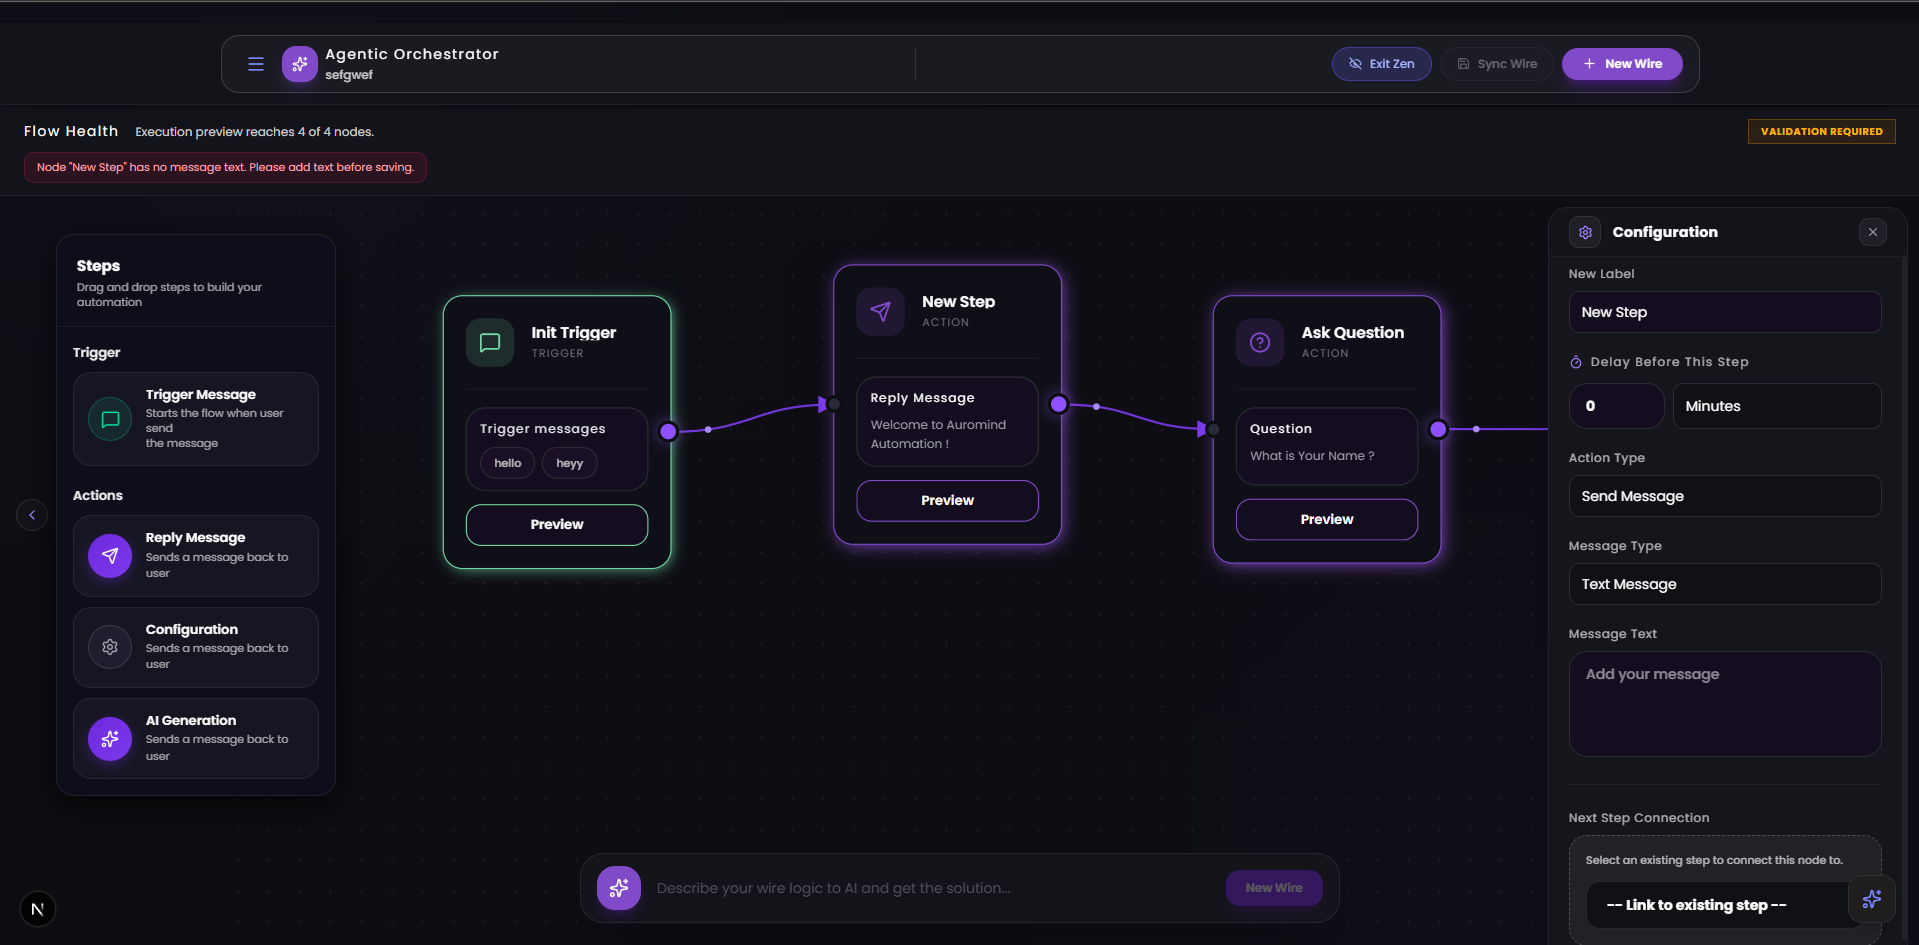 Agentic Orchestrator
sefgwef
Exit Zen
Sync Wire
New Wire
Flow Health
Execution preview reaches 4 of 4 nodes.
VALIDATION REQUIRED
Node "New Step" has no message text. Please add text before saving.
Steps
Drag and drop steps to build your
automation
Trigger
Trigger Message
Starts the flow when user
send
the message
Actions
Reply Message
Sends a message back to
user
Configuration
Sends a message back to
user
AI Generation
Sends a message back to
user
Init Trigger
TRIGGER
Trigger messages
hello
heyy
Preview
New Step
ACTION
Reply Message
Welcome to Auromind
Automation !
Preview
Ask Question
ACTION
Question
What is Your Name ?
Preview
Configuration
New Label
New Step
Delay Before This Step
0
Minutes
Action Type
Send Message
Message Type
Text Message
Message Text
Add your message
Next Step Connection
Select an existing step to connect this node to.
-- Link to existing step --
Describe your wire logic to AI and get the solution...
New Wire
N